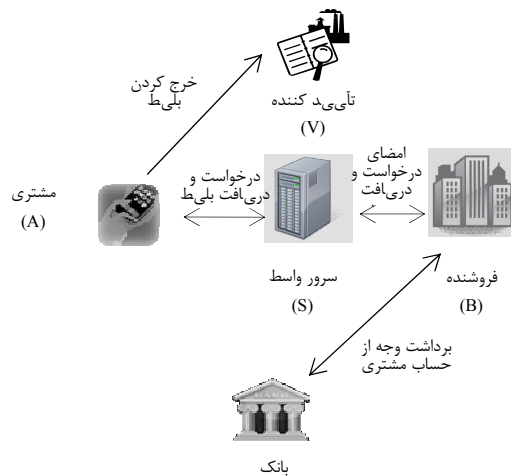 خرج کردن
بلیط
تأیید کننده
(V)
امضای
درخواست و
دریافت
درخواست و
دریافت بلیط
مشتری
(A)
سرور واسط
(S)
فروشنده
(B)
برداشت وجه از
حساب مشتری
بانک